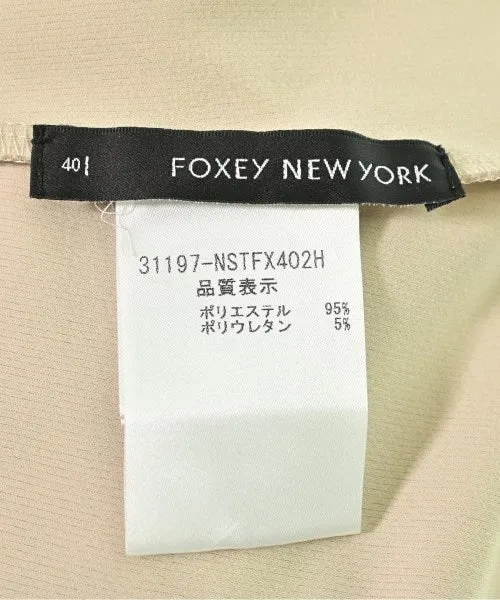 40
FOXEY NEW YORK
31197-NSTFX402H
品質表示
ポリエステル 95%
ポリウレタン 5%